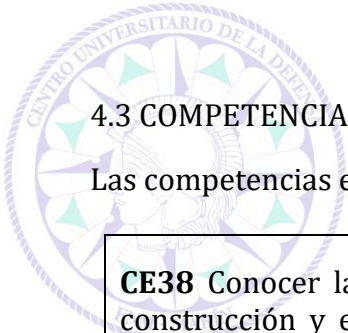 CENTRO UNIVERSITARIO DE LA DEFENSA
4.3 COMPETENCIA
Las competencias e
CE38 Conocer la
construcción y e